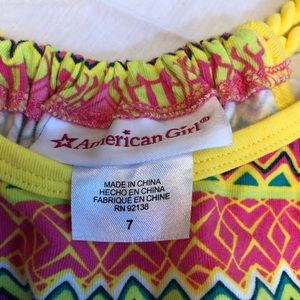 American Girl®
MADE IN CHINA
HECHO EN CHINA
FABRIQUÉ EN CHINE
RN 92138
7